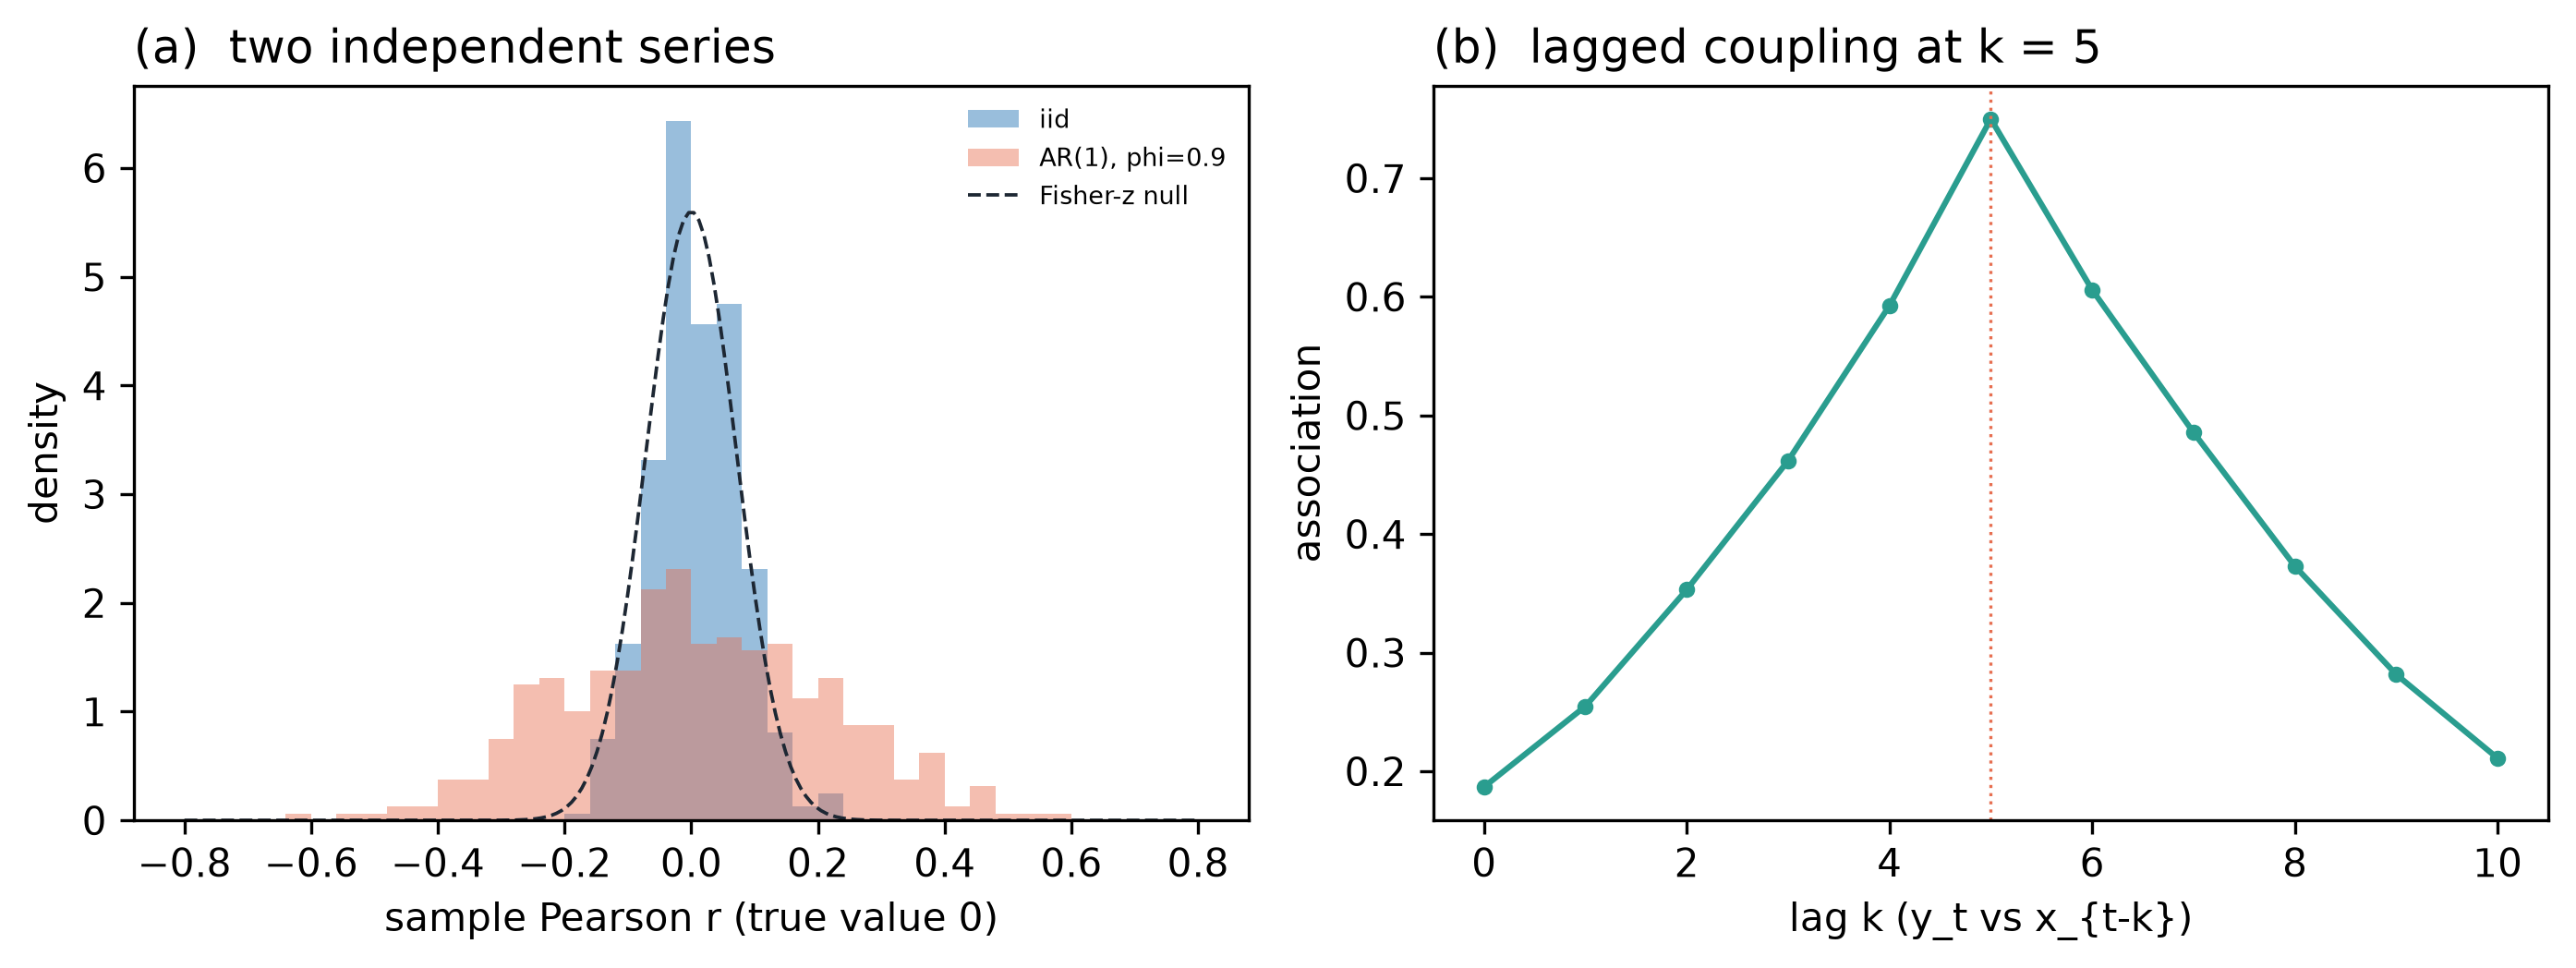 (a)  two independent series
iid
AR(1), phi=0.9
Fisher-z null
density
6
5
4
3
2
1
0
−0.8 −0.6 −0.4 −0.2 0.0 0.2 0.4 0.6 0.8
sample Pearson r (true value 0)
(b)  lagged coupling at k = 5
association
0.7
0.6
0.5
0.4
0.3
0.2
0 2 4 6 8 10
lag k (y_t vs x_{t-k})